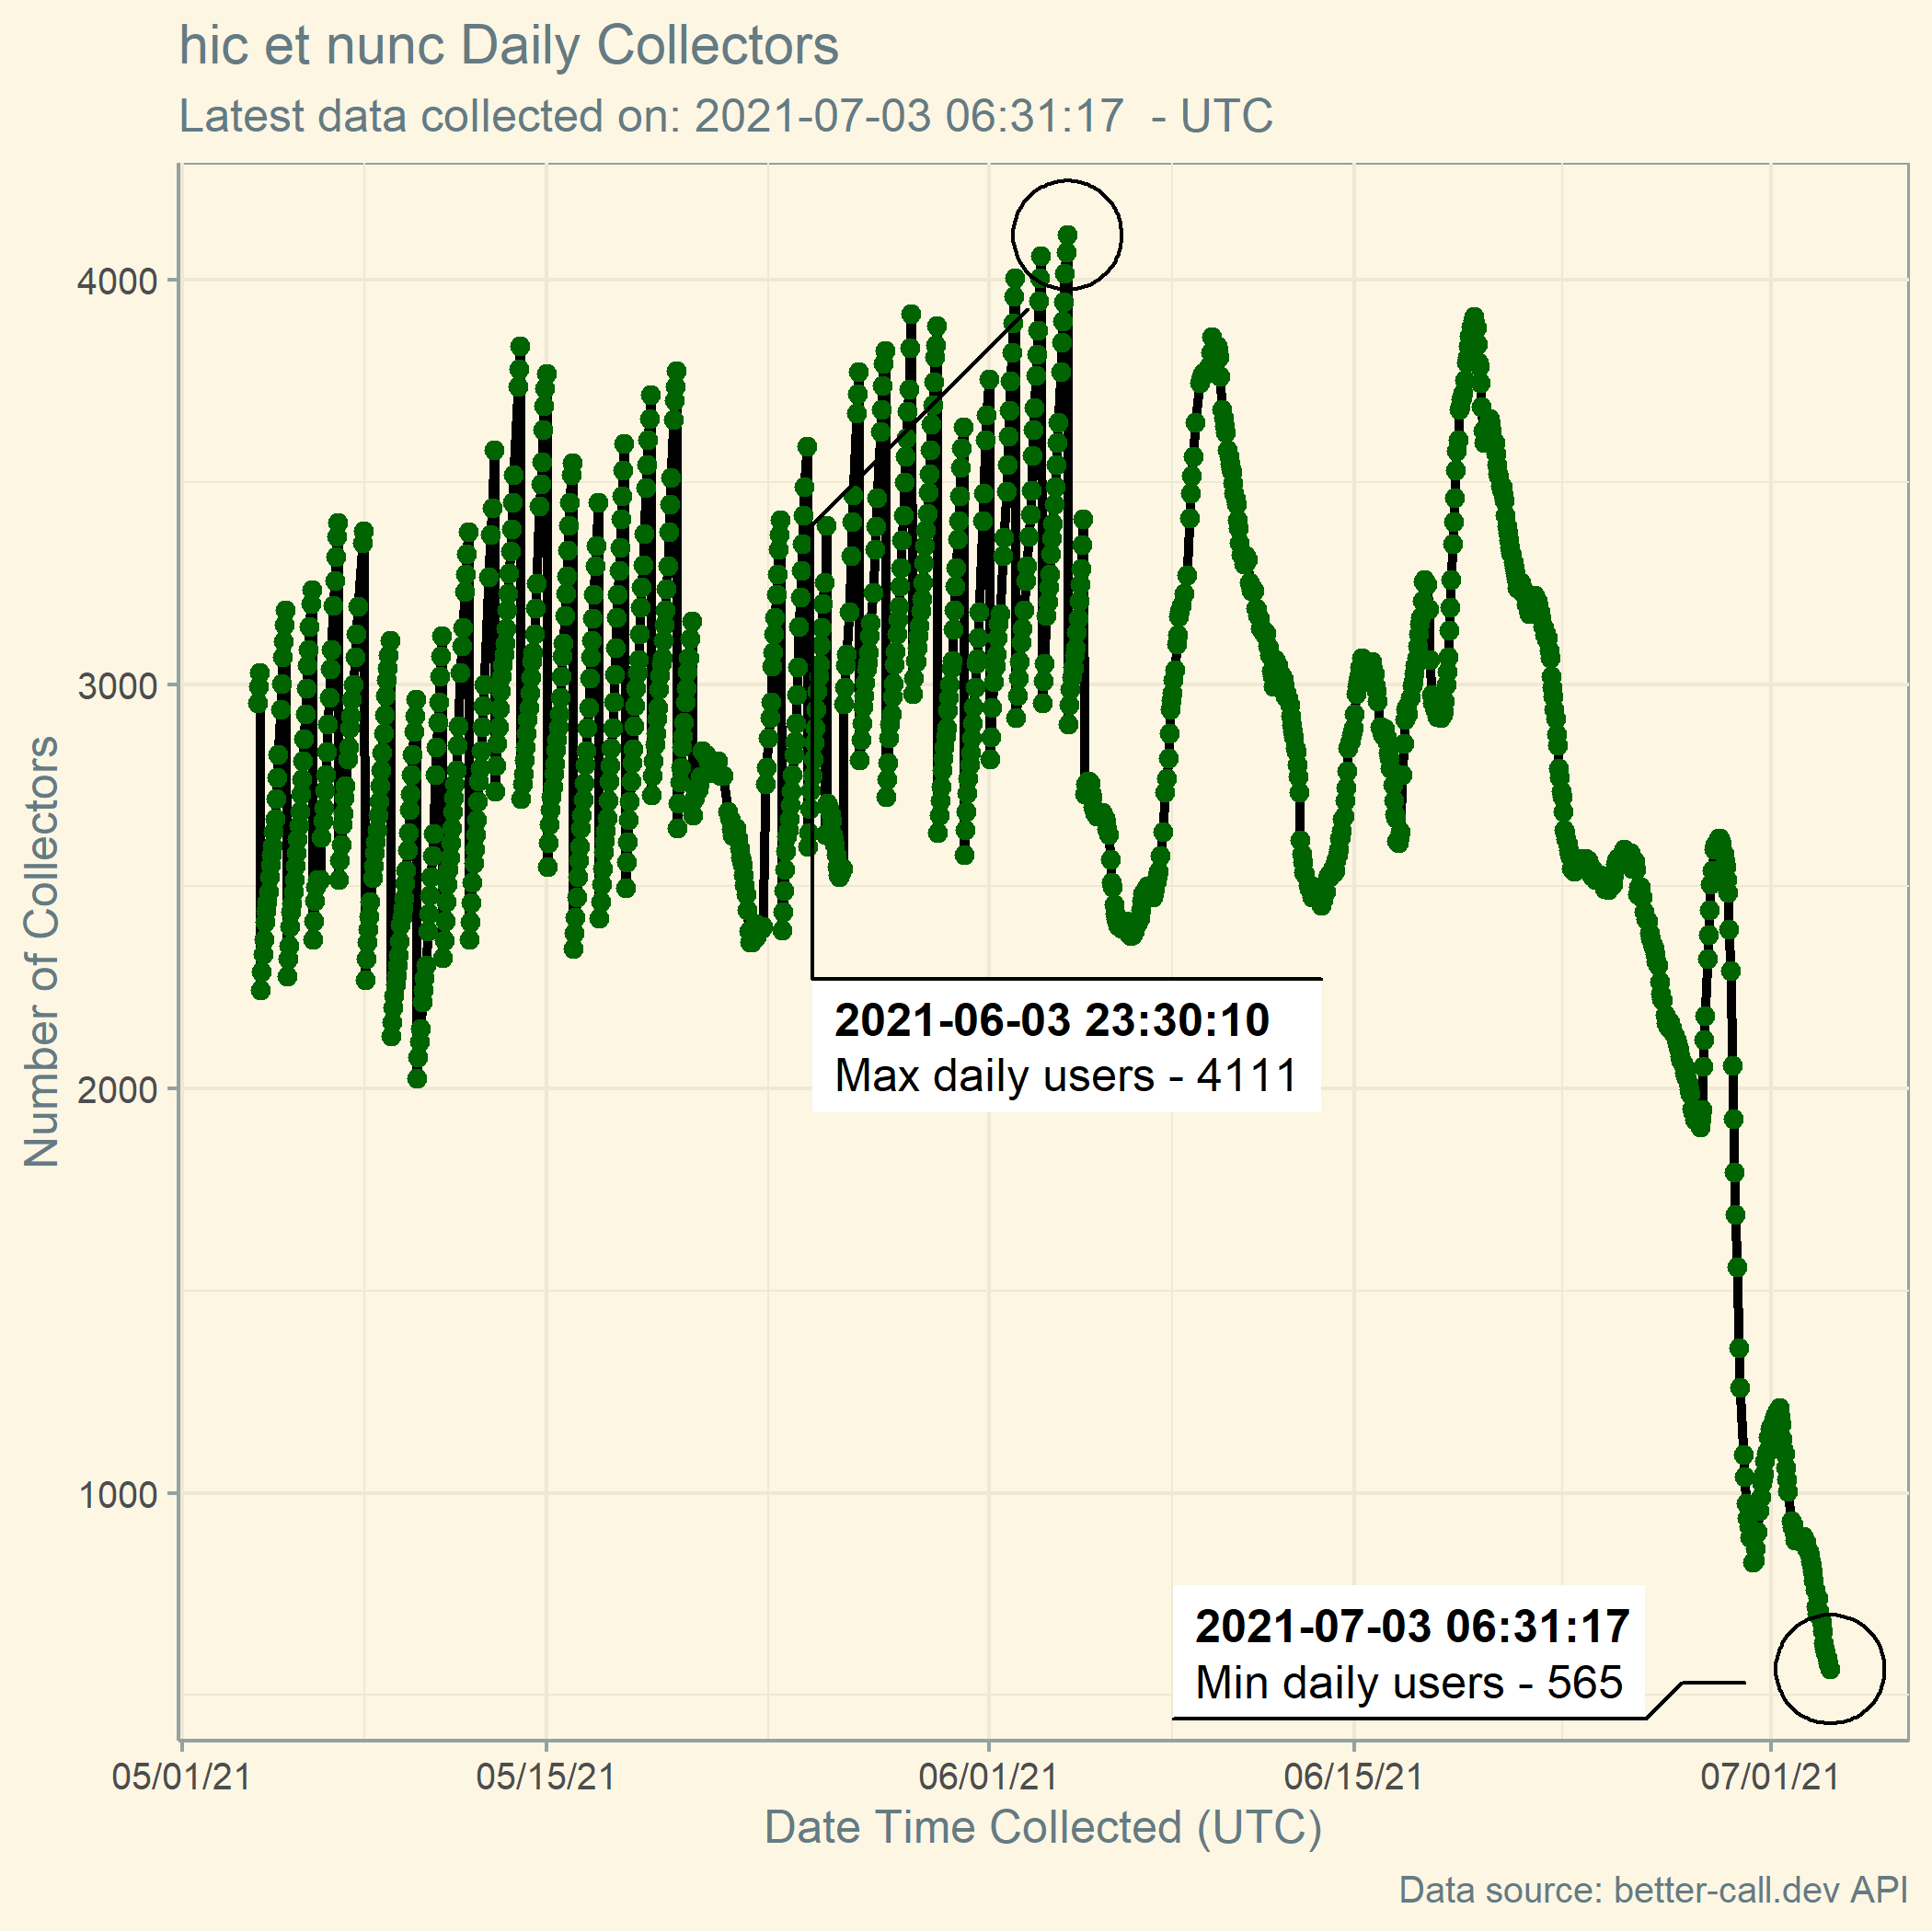 hic et nunc Daily Collectors
Latest data collected on: 2021-07-03 06:31:17  - UTC
Number of Collectors
4000
3000
2000
1000
2021-06-03 23:30:10
Max daily users - 4111
2021-07-03 06:31:17
Min daily users - 565
05/01/21 05/15/21 06/01/21 06/15/21 07/01/21
Date Time Collected (UTC)
Data source: better-call.dev API